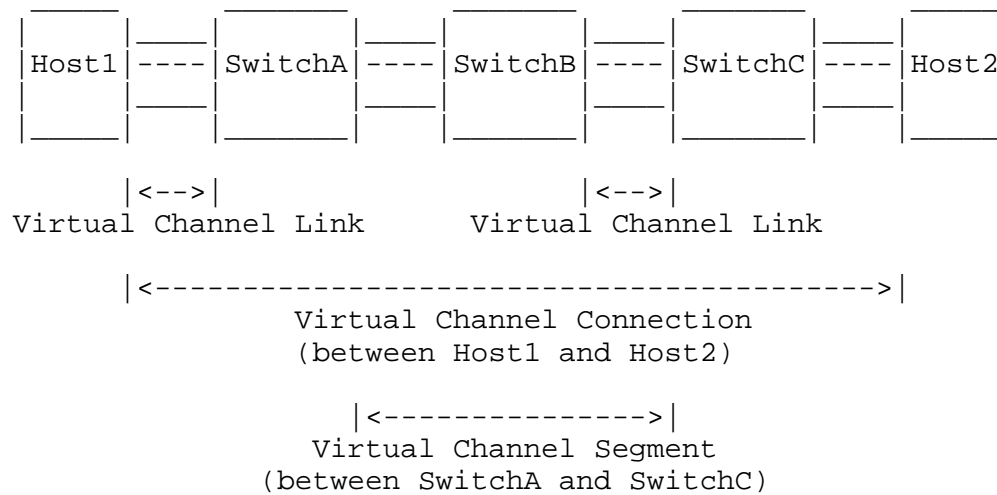 Host1 SwitchA SwitchB SwitchC Host2
Virtual Channel Link Virtual Channel Link
Virtual Channel Connection
(between Host1 and Host2)
Virtual Channel Segment
(between SwitchA and SwitchC)